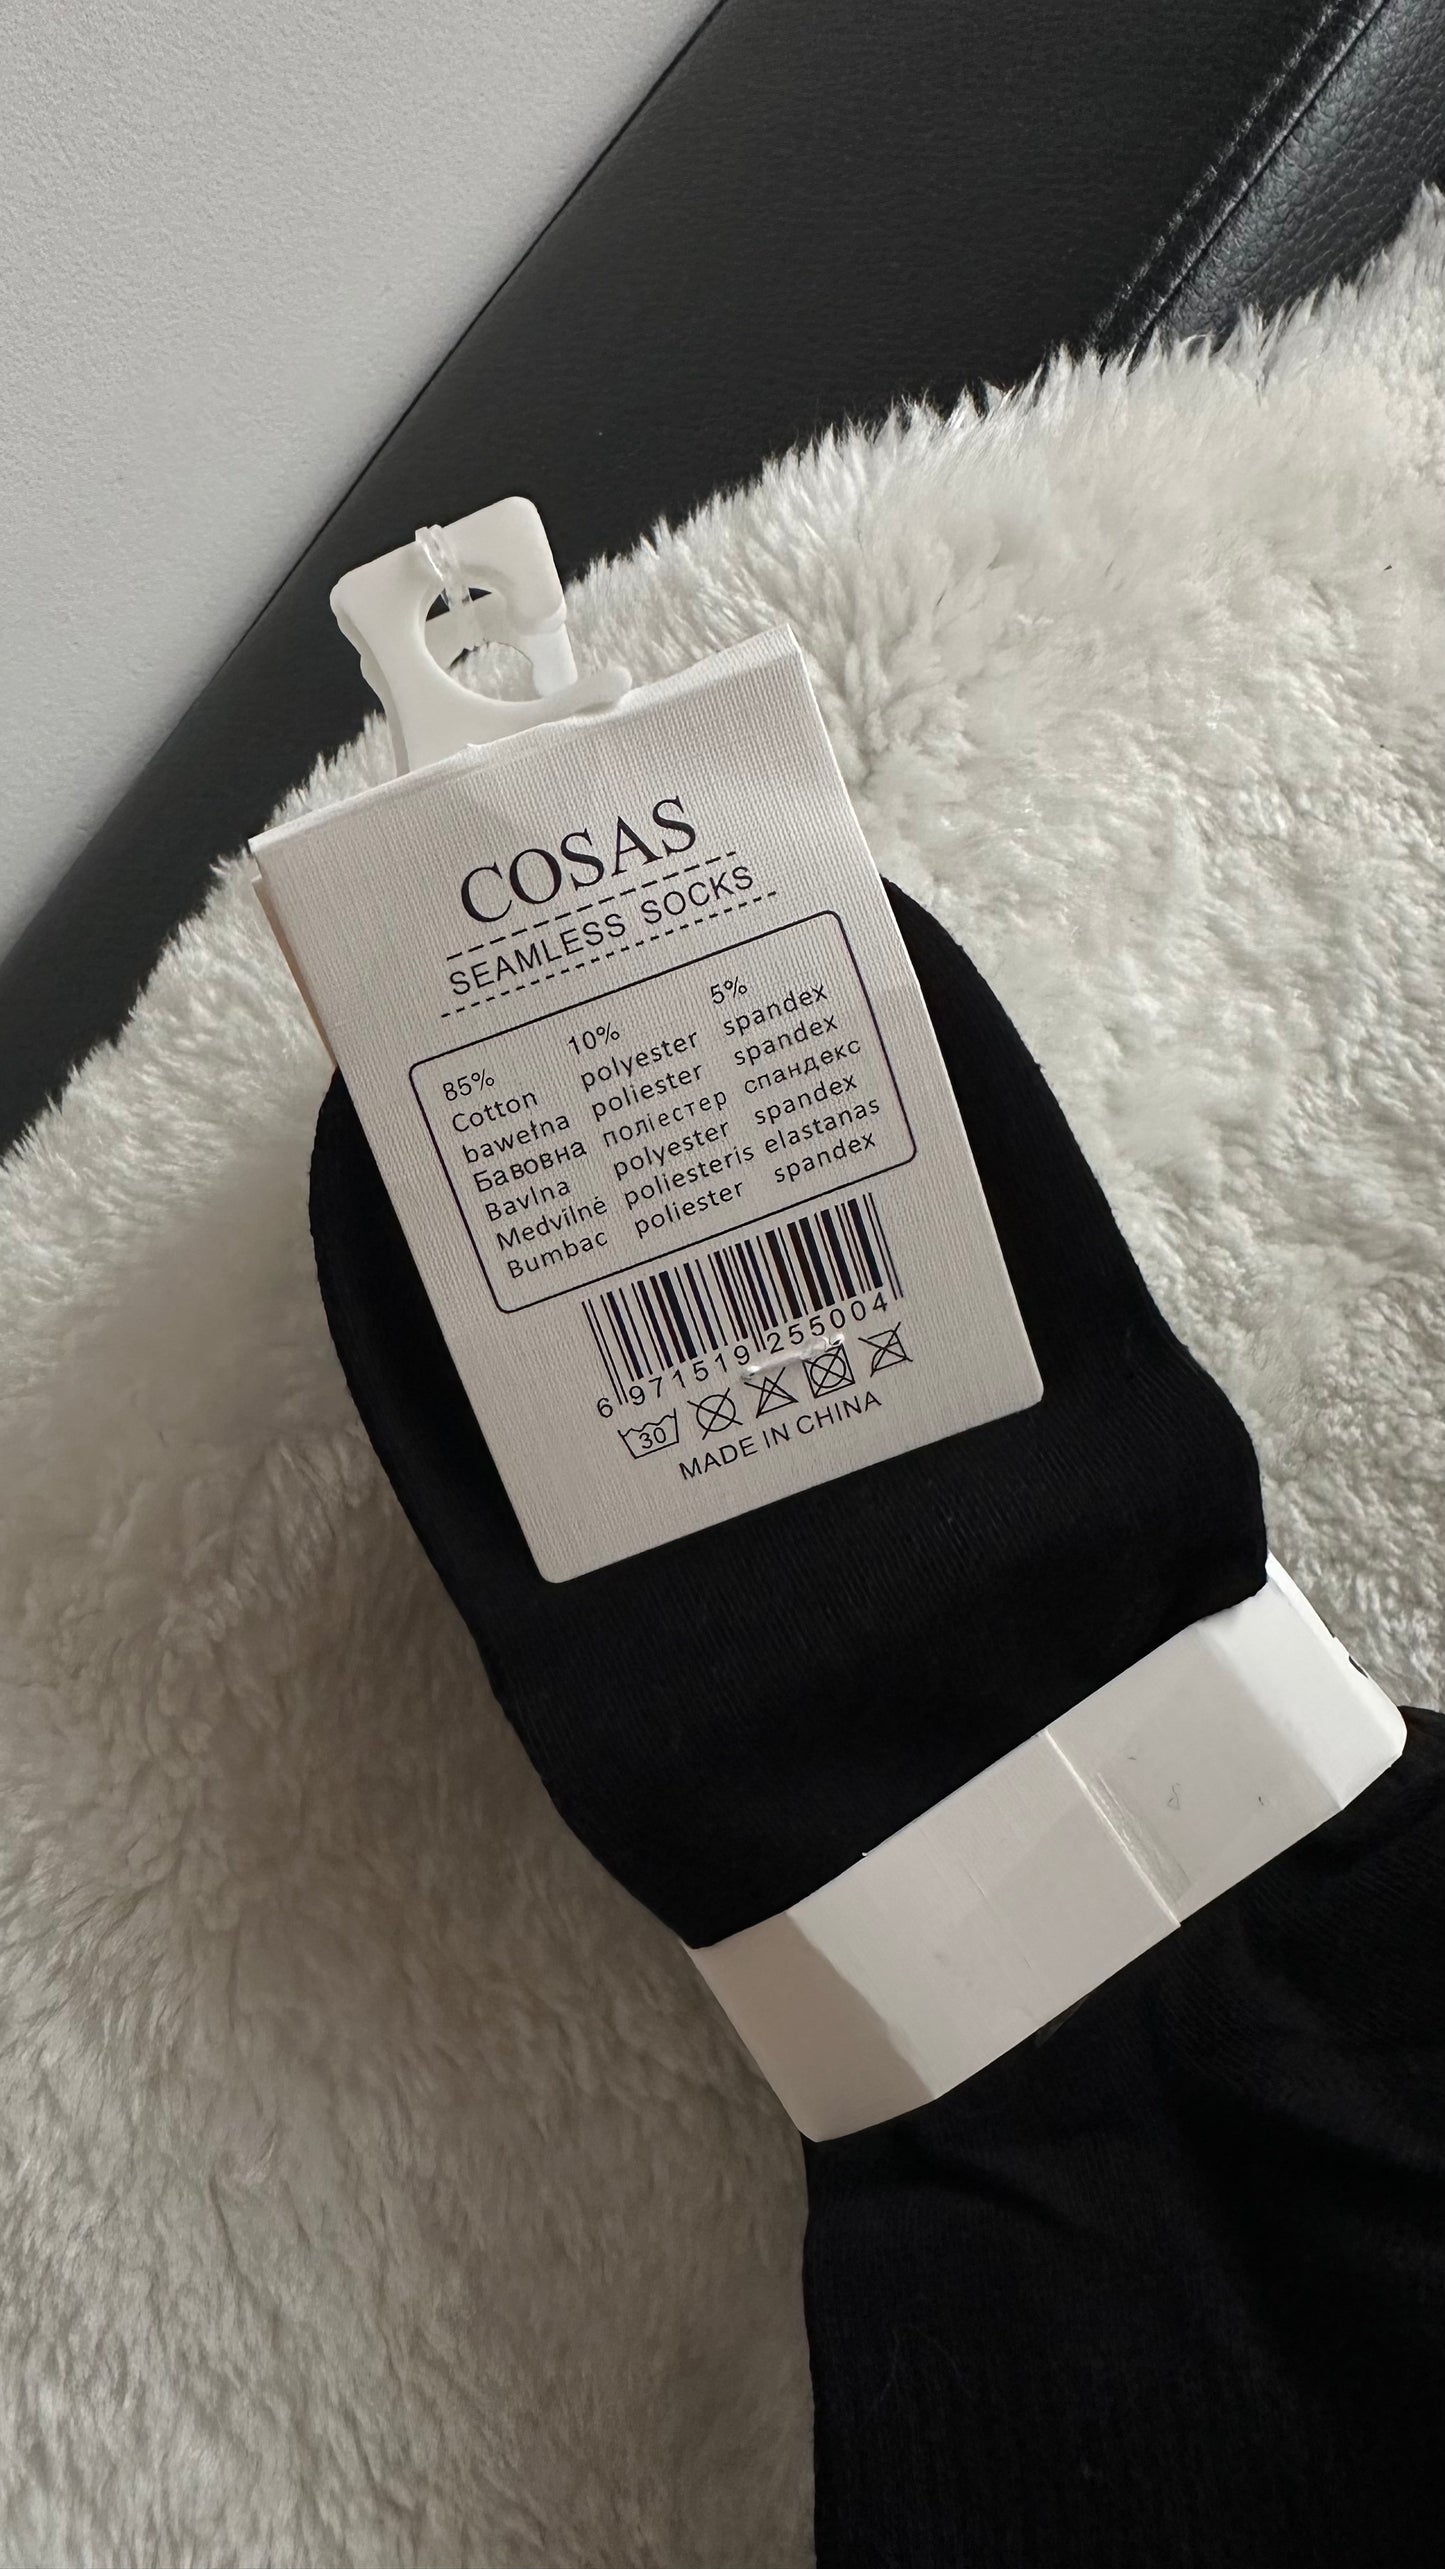 COSAS
SEAMLESS SOCKS
85% 10% 5%
Cotton polyester spandex
bawełna poliester spandex
Бавовна поліестер спандекс
Bavlna polyester spandex
Medvilnė poliesteris elastanas
Bumbac poliester spandex
6 971519 255004
30
MADE IN CHINA